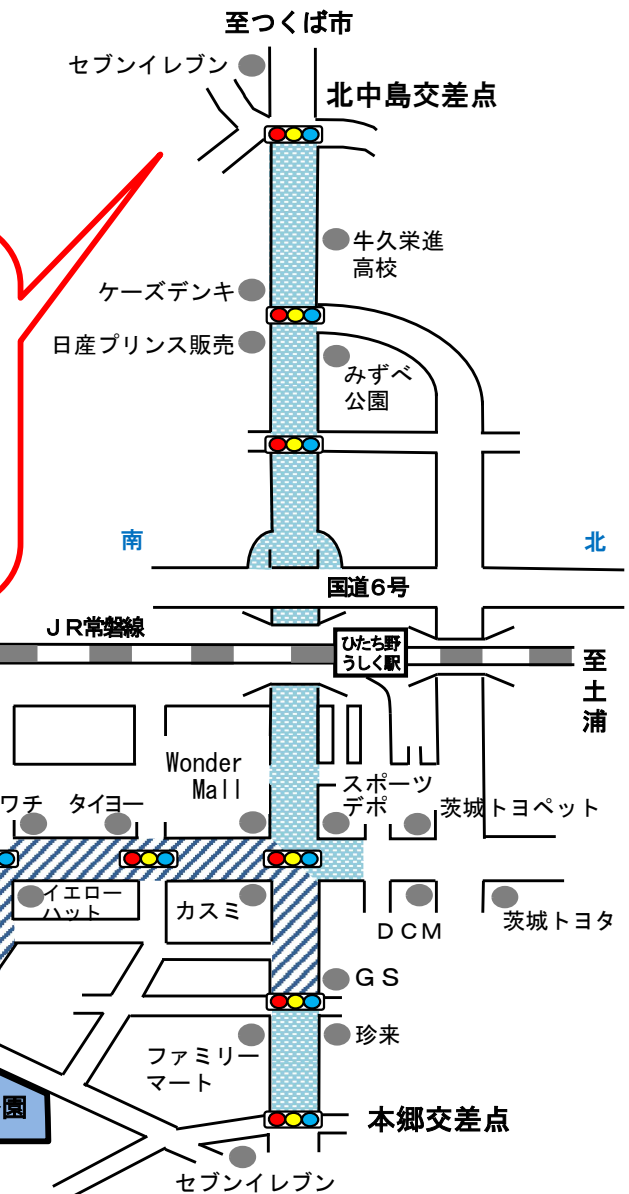 至つくば市
セブンイレブン
北中島交差点
牛久栄進
高校
ケーズデンキ
日産プリンス販売
みずべ
公園
南
北
国道6号
JR常磐線
ひたち野
うしく駅
至土浦
Wonder
Mall
スポーツ
デポ
ワチ
タイヨー
茨城トヨペット
イエロー
ハット
カスミ
DCM
茨城トヨタ
GS
ファミリー
マート
珍来
園
本郷交差点
セブンイレブン